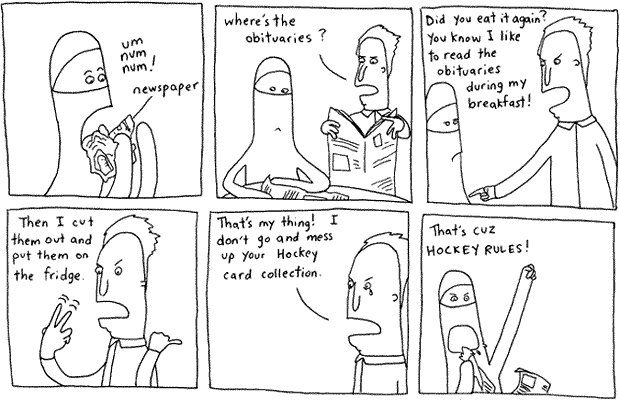 um
num
num!
newspaper
where's the
obituaries ?
Did you eat it again?
You know I like
to read the
obituaries
during my
breakfast!
Then I cut
them out and
put them on
the fridge.
That's my thing! I
don't go and mess
up your Hockey
card collection.
That's cuz
HOCKEY RULES!